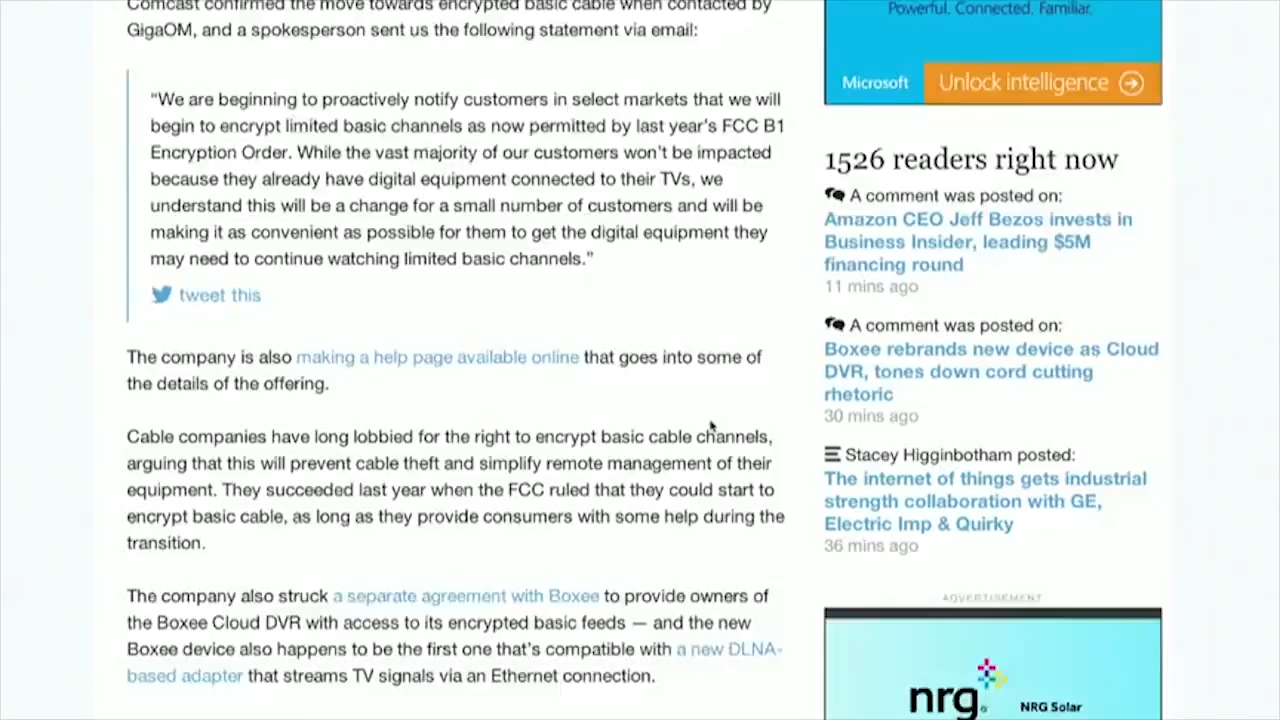 Comcast confirmed the move towards encrypted basic cable when contacted by
GigaOM, and a spokesperson sent us the following statement via email:
“We are beginning to proactively notify customers in select markets that we will
begin to encrypt limited basic channels as now permitted by last year’s FCC B1
Encryption Order. While the vast majority of our customers won’t be impacted
because they already have digital equipment connected to their TVs, we
understand this will be a change for a small number of customers and will be
making it as convenient as possible for them to get the digital equipment they
may need to continue watching limited basic channels.”
tweet this
The company is also making a help page available online that goes into some of
the details of the offering.
Cable companies have long lobbied for the right to encrypt basic cable channels,
arguing that this will prevent cable theft and simplify remote management of their
equipment. They succeeded last year when the FCC ruled that they could start to
encrypt basic cable, as long as they provide consumers with some help during the
transition.
The company also struck a separate agreement with Boxee to provide owners of
the Boxee Cloud DVR with access to its encrypted basic feeds — and the new
Boxee device also happens to be the first one that’s compatible with a new DLNA-
based adapter that streams TV signals via an Ethernet connection.
Powerful. Connected. Familiar.
Microsoft Unlock intelligence
1526 readers right now
A comment was posted on:
Amazon CEO Jeff Bezos invests in
Business Insider, leading $5M
financing round
11 mins ago
A comment was posted on:
Boxee rebrands new device as Cloud
DVR, tones down cord cutting
rhetoric
30 mins ago
Stacey Higginbotham posted:
The internet of things gets industrial
strength collaboration with GE,
Electric Imp & Quirky
36 mins ago
ADVERTISEMENT
nrg NRG Solar